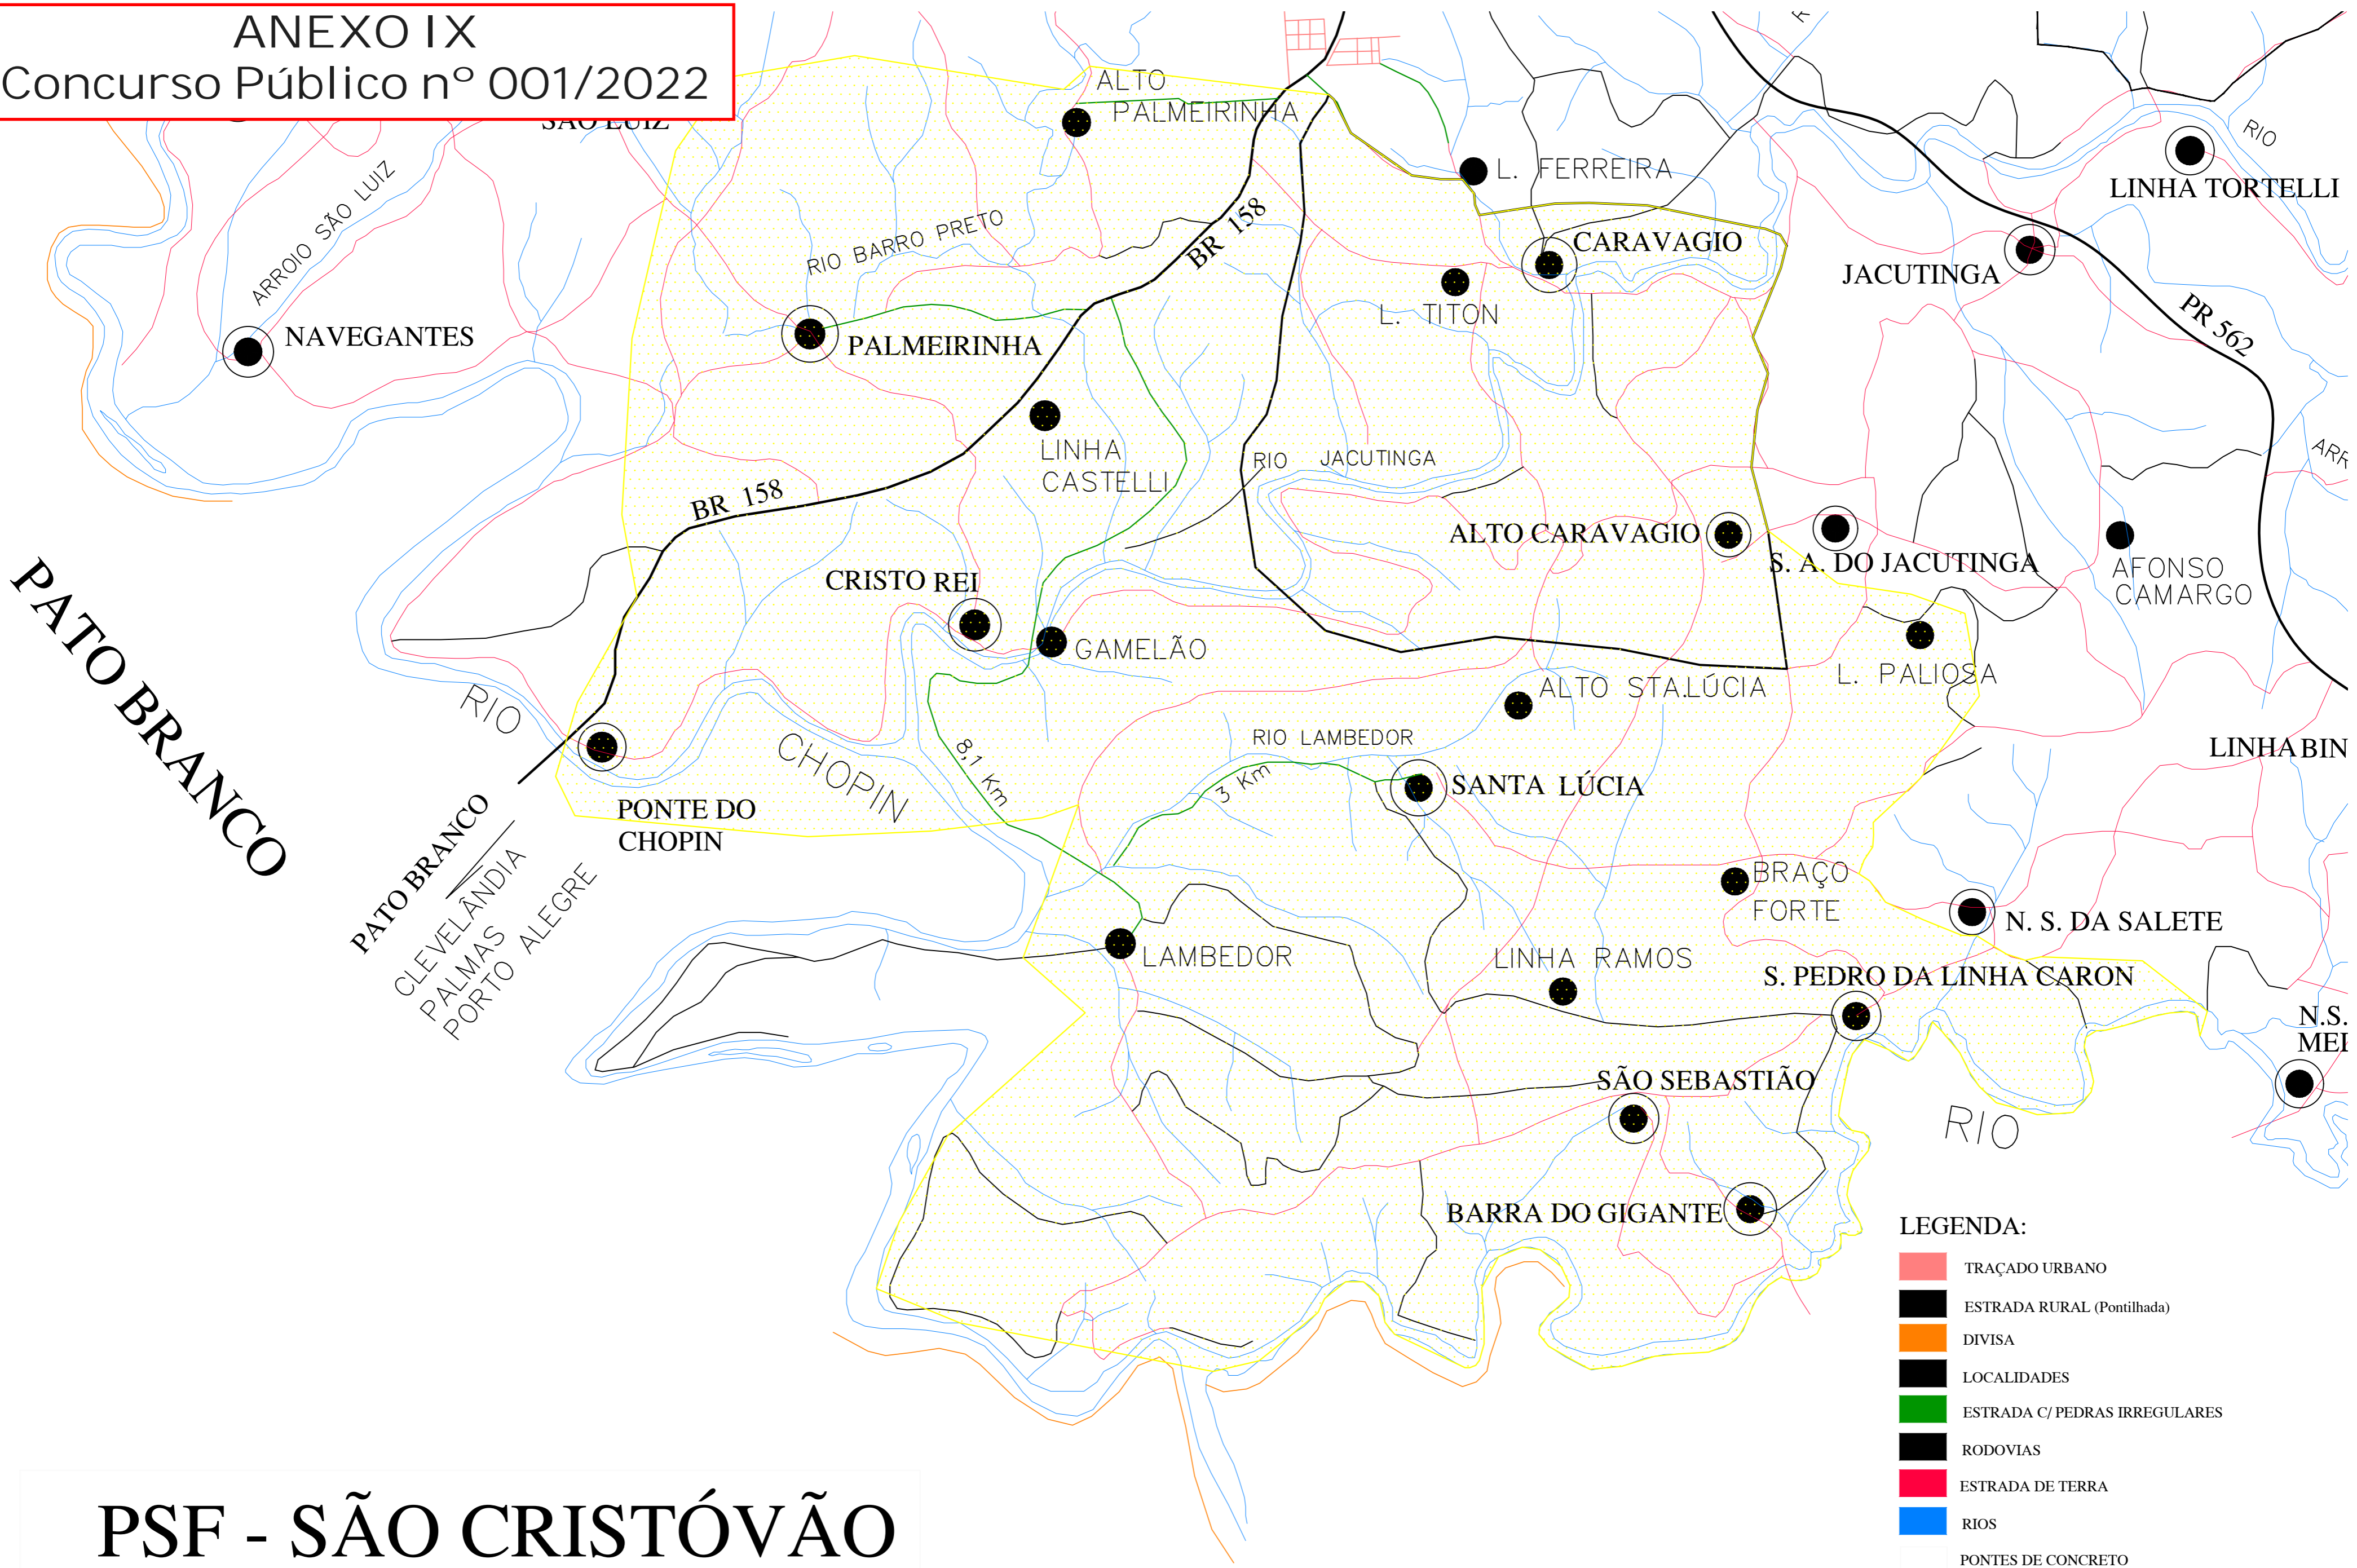 ANEXO IX
Concurso Público nº 001/2022
SÃO LUIZ
ALTO
PALMEIRINHA
L. FERREIRA
RIO
LINHA TORTELLI
ARROIO SÃO LUIZ
RIO BARRO PRETO
BR 158
CARAVAGIO
JACUTINGA
L. TITON
PR 562
NAVEGANTES
PALMEIRINHA
LINHA
CASTELLI
RIO JACUTINGA
BR 158
ALTO CARAVAGIO
S. A. DO JACUTINGA
AFONSO
CAMARGO
CRISTO REI
GAMELÃO
L. PALIOSA
PATO BRANCO
RIO
CHOPIN
ALTO STA.LÚCIA
RIO LAMBEDOR
LINHA BIN
8,1 Km
3 Km
SANTA LÚCIA
PONTE DO
CHOPIN
PATO BRANCO
CLEVELÂNDIA
PALMAS
PORTO ALEGRE
BRAÇO
FORTE
N. S. DA SALETE
LAMBEDOR
LINHA RAMOS
S. PEDRO DA LINHA CARON
N.S.
SÃO SEBASTIÃO
RIO
BARRA DO GIGANTE
LEGENDA:
TRAÇADO URBANO
ESTRADA RURAL (Pontilhada)
DIVISA
LOCALIDADES
ESTRADA C/ PEDRAS IRREGULARES
RODOVIAS
ESTRADA DE TERRA
RIOS
PONTES DE CONCRETO
PSF - SÃO CRISTÓVÃO